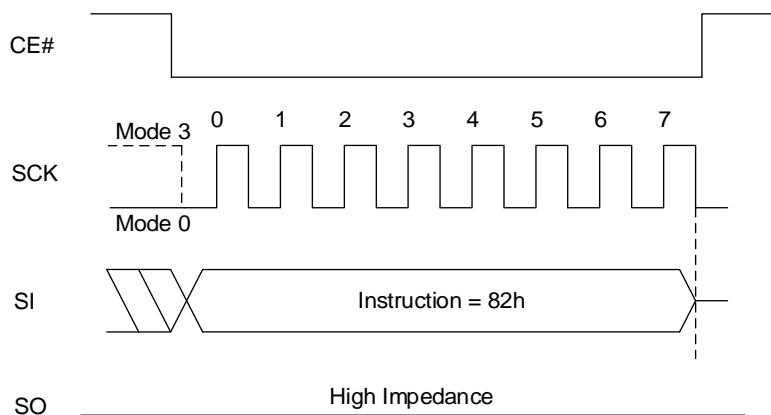 CE#
0 1 2 3 4 5 6 7
Mode 3
SCK
Mode 0
SI
Instruction = 82h
High Impedance
SO